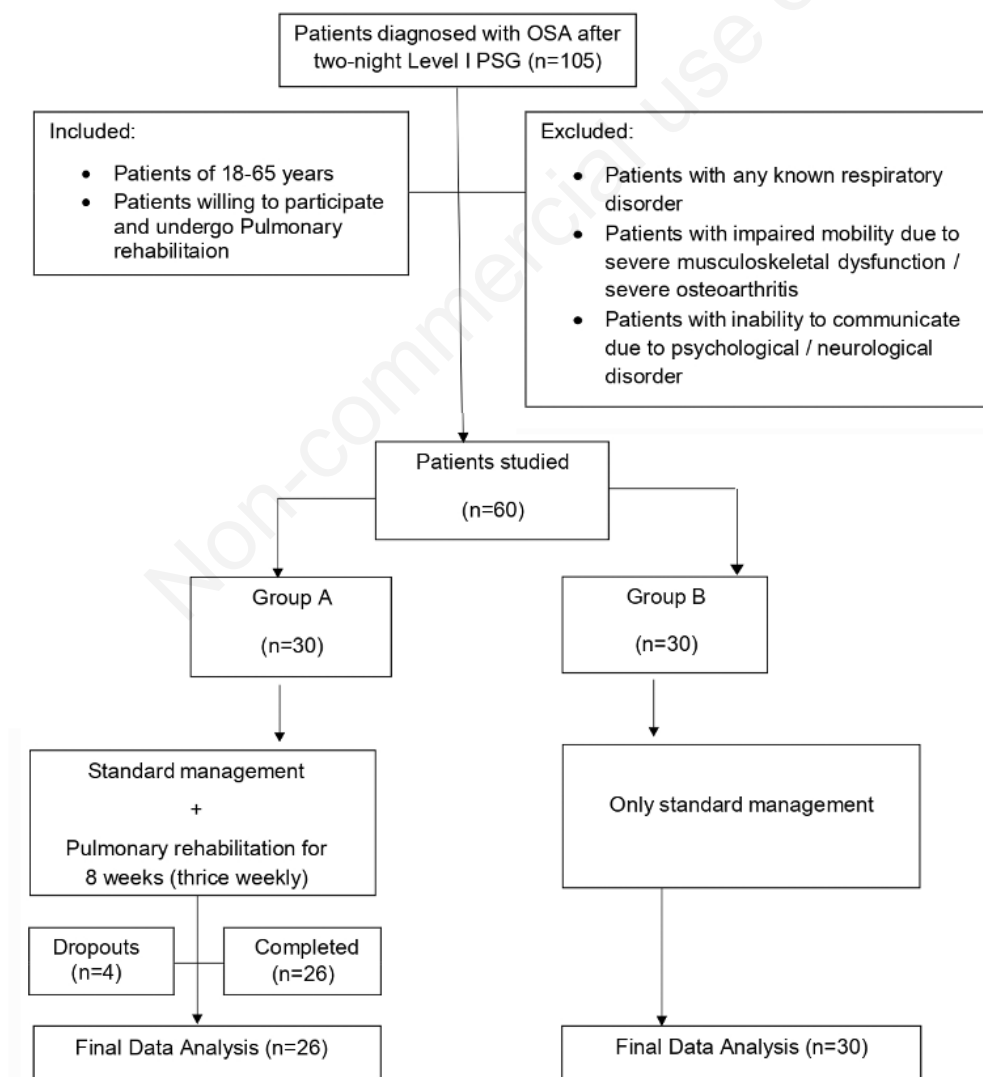 Patients diagnosed with OSA after
two-night Level I PSG (n=105)
Included:
• Patients of 18-65 years
• Patients willing to participate
and undergo Pulmonary
rehabilitaion
Excluded:
• Patients with any known respiratory
disorder
• Patients with impaired mobility due to
severe musculoskeletal dysfunction /
severe osteoarthritis
• Patients with inability to communicate
due to psychological / neurological
disorder
Patients studied
(n=60)
Group A
(n=30)
Group B
(n=30)
Standard management
+
Pulmonary rehabilitation for
8 weeks (thrice weekly)
Only standard management
Dropouts
(n=4)
Completed
(n=26)
Final Data Analysis (n=26)
Final Data Analysis (n=30)
Non-commercial use